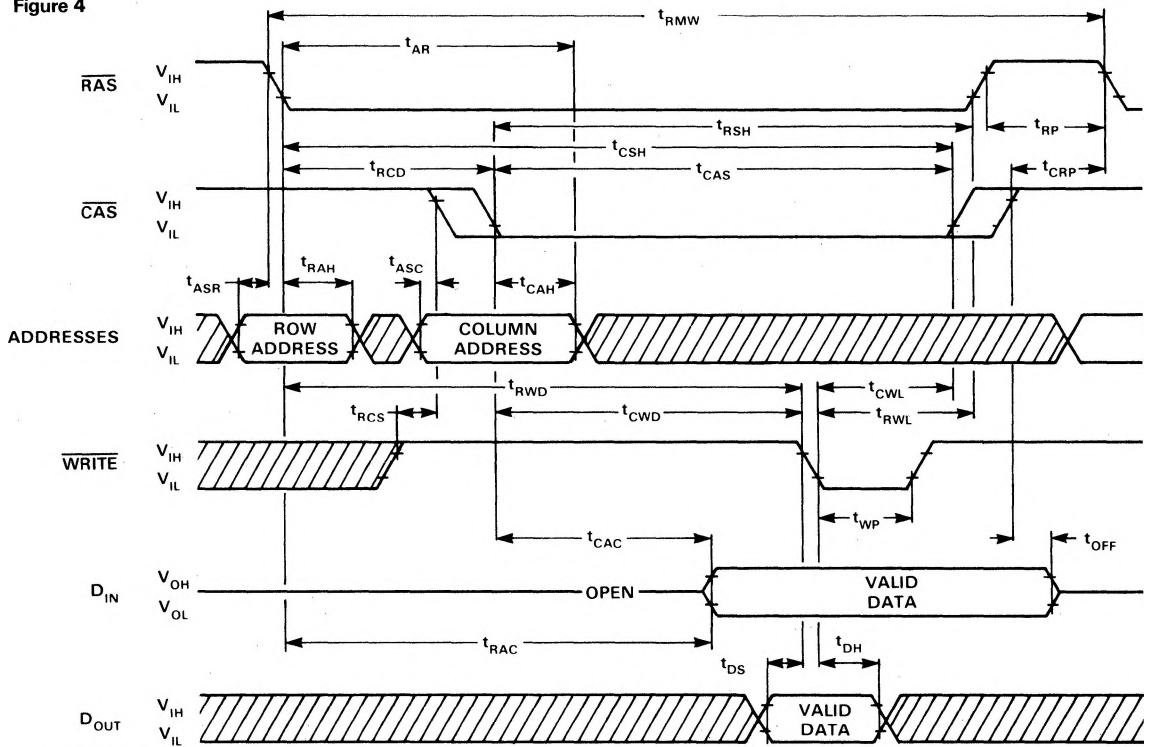 Figure 4
tRMW
tAR
RAS
VIH
VIL
tRSH
tRP
tCSH
tRCD
tCAS
tCRP
CAS
VIH
VIL
tASR
tRAH
tASC
tCAH
ADDRESSES
VIH
VIL
ROW
ADDRESS
COLUMN
ADDRESS
tRWD
tCWL
tRCS
tCWD
tRWL
WRITE
VIH
VIL
tWP
tCAC
tOFF
DIN
VOH
VOL
OPEN
VALID
DATA
tRAC
tDS
tDH
DOUT
VIH
VIL
VALID
DATA